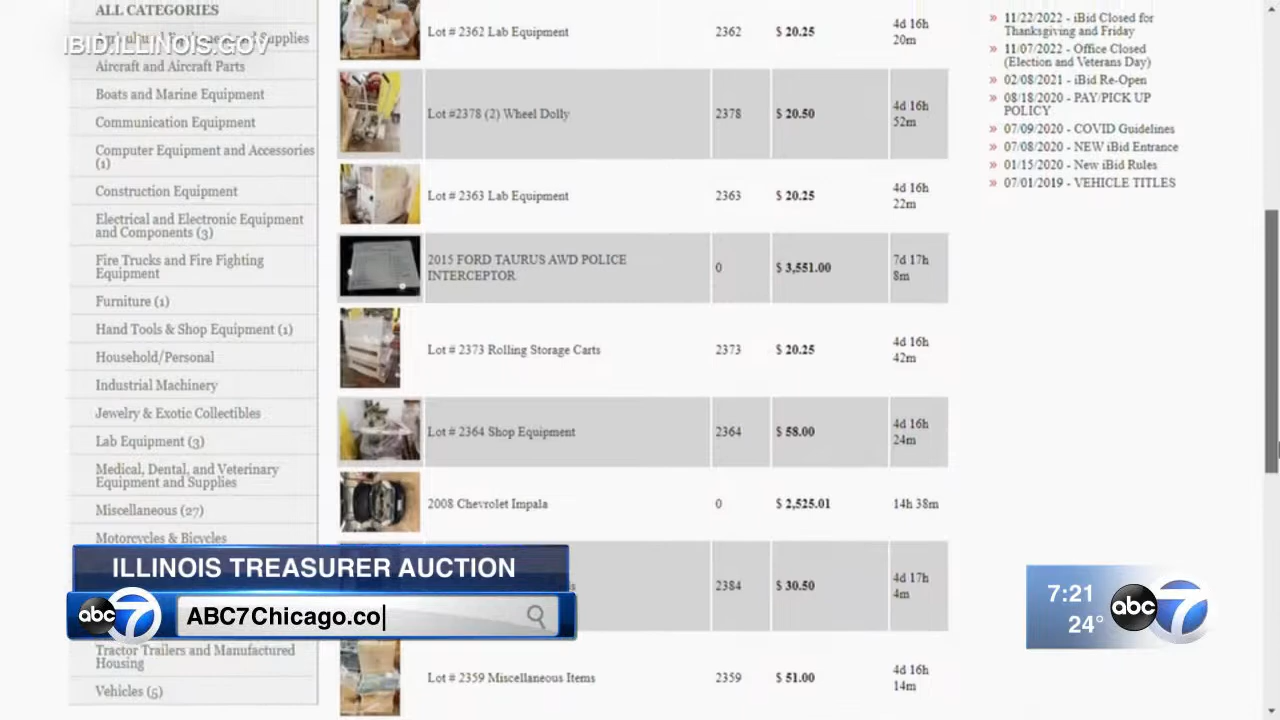 ALL CATEGORIES
IBID.ILLINOIS.GOV
Supplies
Aircraft and Aircraft Parts
Boats and Marine Equipment
Communication Equipment
Computer Equipment and Accessories
(1)
Construction Equipment
Electrical and Electronic Equipment
and Components (3)
Fire Trucks and Fire Fighting
Equipment
Furniture (1)
Hand Tools & Shop Equipment (1)
Household/Personal
Industrial Machinery
Jewelry & Exotic Collectibles
Lab Equipment (3)
Medical, Dental, and Veterinary
Equipment and Supplies
Miscellaneous (27)
Motorcycles & Bicycles
Tractor Trailers and Manufactured
Housing
Vehicles (5)
Lot # 2362 Lab Equipment 2362 $ 20.25 4d 16h
20m
Lot #2378 (2) Wheel Dolly 2378 $ 20.50 4d 16h
52m
Lot # 2363 Lab Equipment 2363 $ 20.25 4d 16h
22m
2015 FORD TAURUS AWD POLICE
INTERCEPTOR 0 $ 3,551.00 7d 17h
8m
Lot # 2373 Rolling Storage Carts 2373 $ 20.25 4d 16h
42m
Lot # 2364 Shop Equipment 2364 $ 58.00 4d 16h
24m
2008 Chevrolet Impala 0 $ 2,525.01 14h 38m
2384 $ 30.50 4d 17h
4m
Lot # 2359 Miscellaneous Items 2359 $ 51.00 4d 16h
14m
» 11/22/2022 - iBid Closed for
Thanksgiving and Friday
» 11/07/2022 - Office Closed
(Election and Veterans Day)
» 02/08/2021 - iBid Re-Open
» 08/18/2020 - PAY/PICK UP
POLICY
» 07/09/2020 - COVID Guidelines
» 07/08/2020 - NEW iBid Entrance
» 01/15/2020 - New iBid Rules
» 07/01/2019 - VEHICLE TITLES
ILLINOIS TREASURER AUCTION
abc 7 ABC7Chicago.co
7:21
24°
abc 7